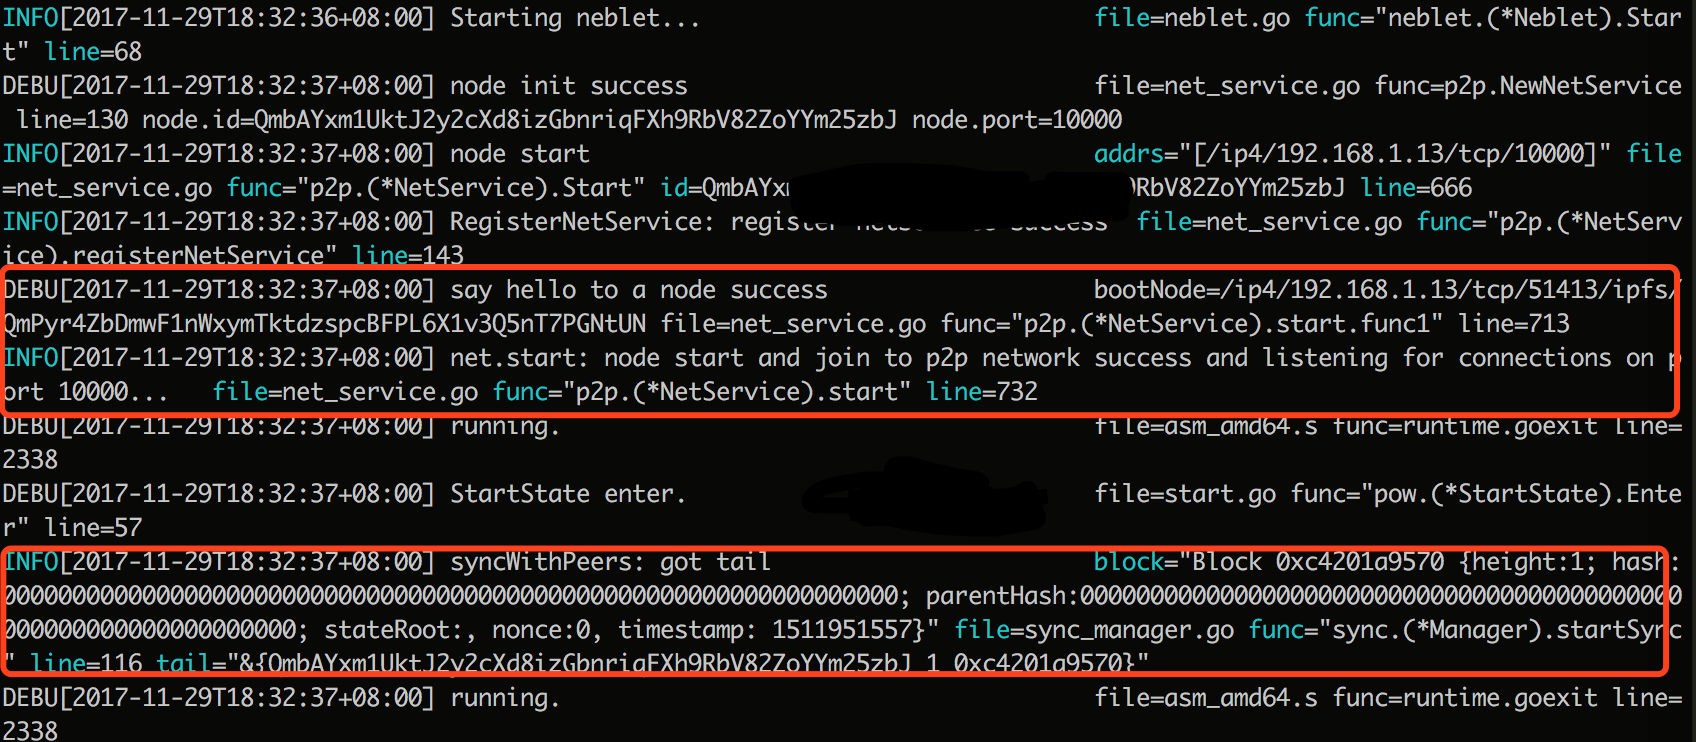 INFO[2017-11-29T18:32:36+08:00] Starting neblet... file=neblet.go func="neblet.(*Neblet).Star
t" line=68
DEBU[2017-11-29T18:32:37+08:00] node init success file=net_service.go func=p2p.NewNetService
line=130 node.id=QmbAYxm1UktJ2y2cXd8izGbnriqFXh9RbV82ZoYYm25zbJ node.port=10000
INFO[2017-11-29T18:32:37+08:00] node start addrs="[/ip4/192.168.1.13/tcp/10000]" file
=net_service.go func="p2p.(*NetService).Start" id=QmbAYx 9RbV82ZoYYm25zbJ line=666
INFO[2017-11-29T18:32:37+08:00] RegisterNetService: register success file=net_service.go func="p2p.(*NetServ
ice).registerNetService" line=143
DEBU[2017-11-29T18:32:37+08:00] say hello to a node success bootNode=/ip4/192.168.1.13/tcp/51413/ipfs/
QmPyr4ZbDmwF1nWxymTktdzspcBFPL6X1v3Q5nT7PGNtUN file=net_service.go func="p2p.(*NetService).start.func1" line=713
INFO[2017-11-29T18:32:37+08:00] net.start: node start and join to p2p network success and listening for connections on p
ort 10000... file=net_service.go func="p2p.(*NetService).start" line=732
DEBU[2017-11-29T18:32:37+08:00] running. file=asm_amd64.s func=runtime.goexit line=
2338
DEBU[2017-11-29T18:32:37+08:00] StartState enter. file=start.go func="pow.(*StartState).Ente
r" line=57
INFO[2017-11-29T18:32:37+08:00] syncWithPeers: got tail block="Block 0xc4201a9570 {height:1; hash:
0000000000000000000000000000000000000000000000000000000000000000; parentHash:0000000000000000000000000000000000000000000
000000000000000000000; stateRoot:, nonce:0, timestamp: 1511951557}" file=sync_manager.go func="sync.(*Manager).startSync
" line=116 tail="&{QmbAYxm1UktJ2y2cXd8izGbnriqFXh9RbV82ZoYYm25zbJ 1 0xc4201a9570}"
DEBU[2017-11-29T18:32:37+08:00] running. file=asm_amd64.s func=runtime.goexit line=
2338